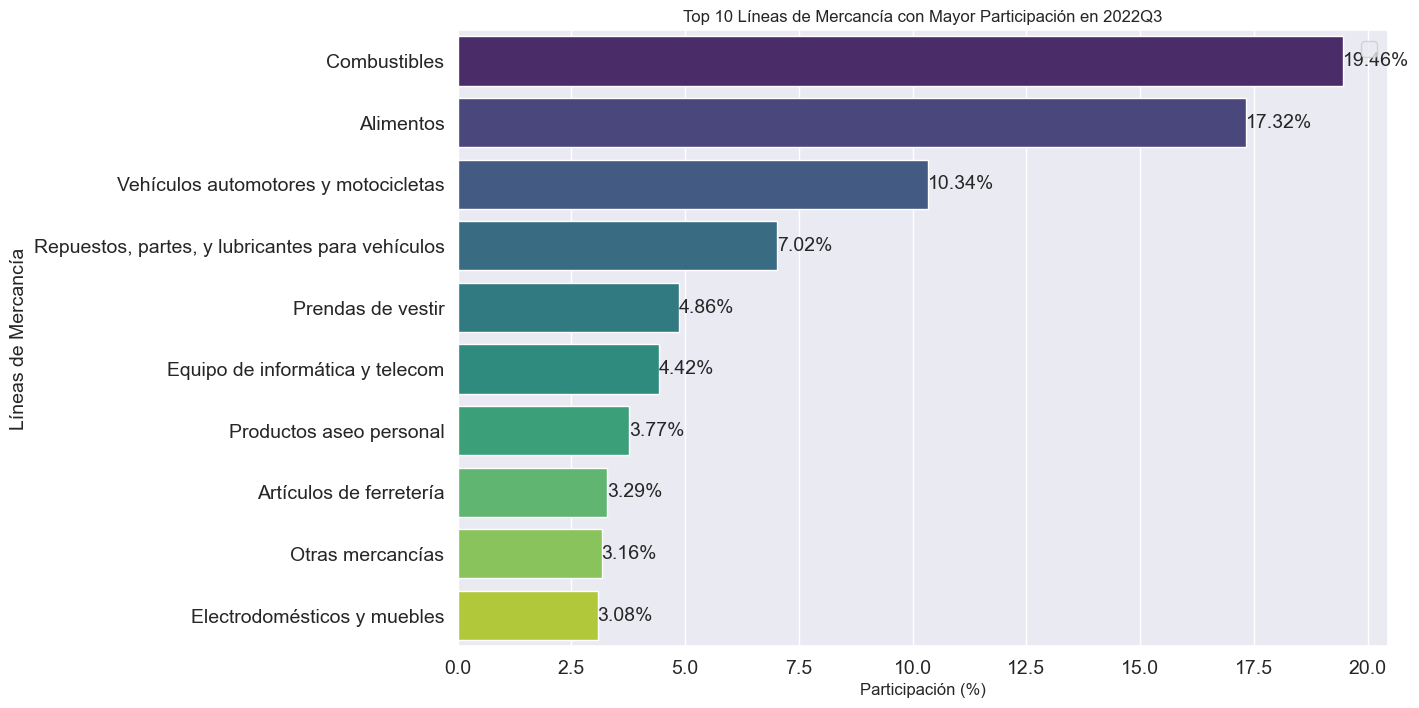 Top 10 Líneas de Mercancía con Mayor Participación en 2022Q3
Líneas de Mercancía
Combustibles 19.46%
Alimentos 17.32%
Vehículos automotores y motocicletas 10.34%
Repuestos, partes, y lubricantes para vehículos 7.02%
Prendas de vestir 4.86%
Equipo de informática y telecom 4.42%
Productos aseo personal 3.77%
Artículos de ferretería 3.29%
Otras mercancías 3.16%
Electrodomésticos y muebles 3.08%
0.0 2.5 5.0 7.5 10.0 12.5 15.0 17.5 20.0
Participación (%)